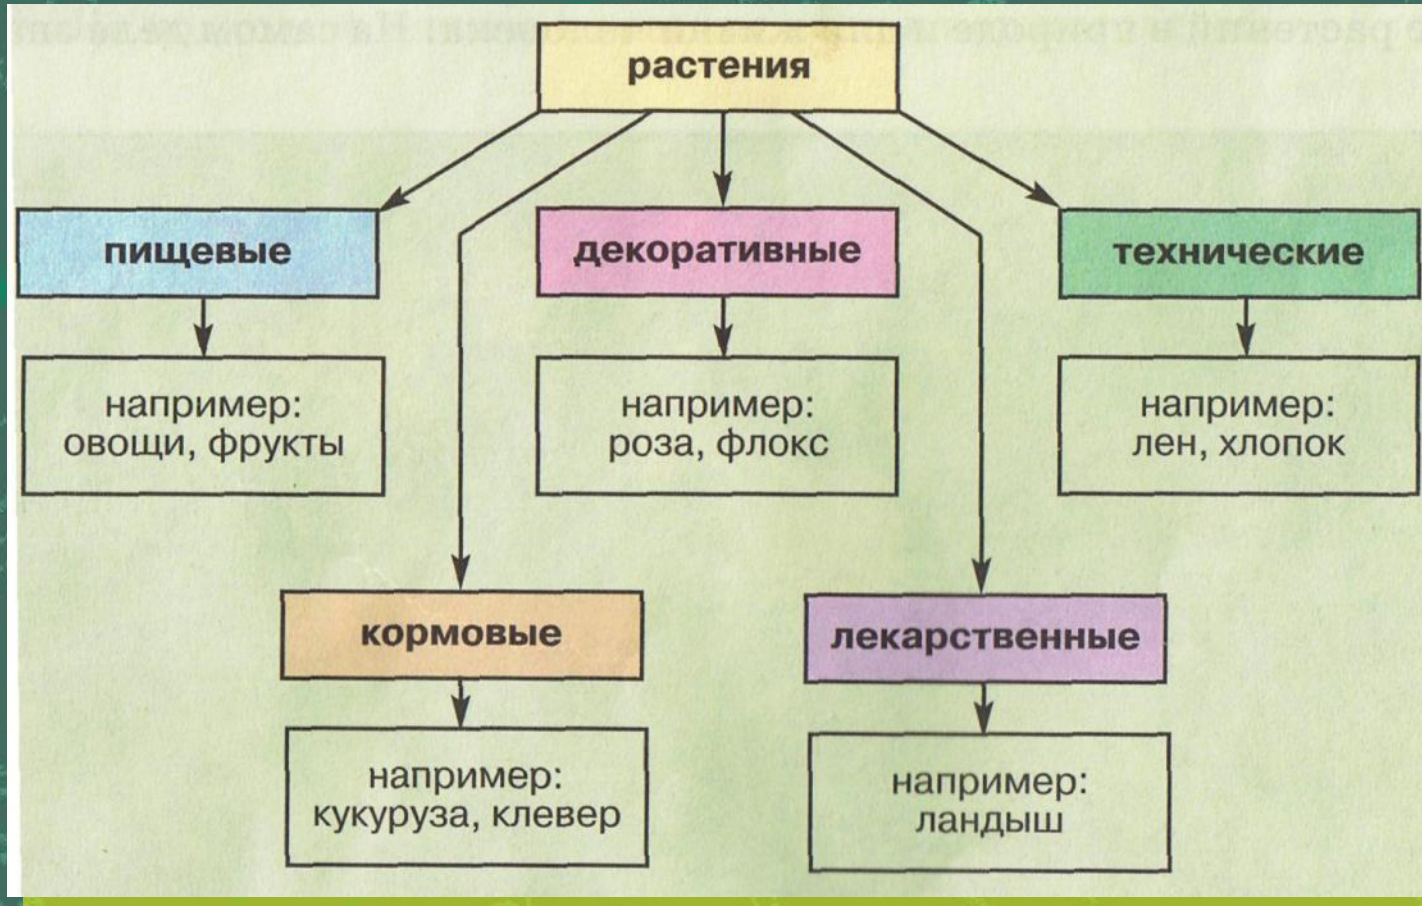 растения
пищевые
декоративные
технические
например:
овощи, фрукты
например:
роза, флокс
например:
лен, хлопок
кормовые
лекарственные
например:
кукуруза, клевер
например:
ландыш